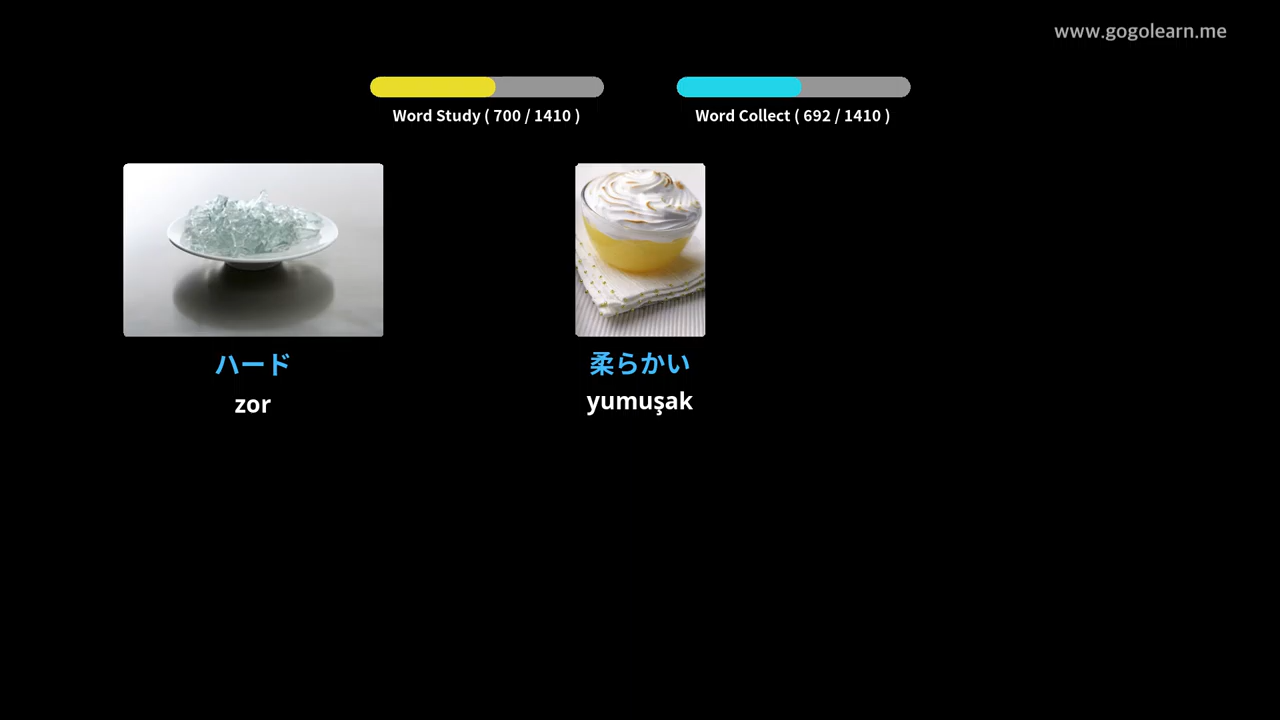 www.gogolearn.me
Word Study ( 700 / 1410 )
Word Collect ( 692 / 1410 )
ハード
zor
柔らかい
yumuşak